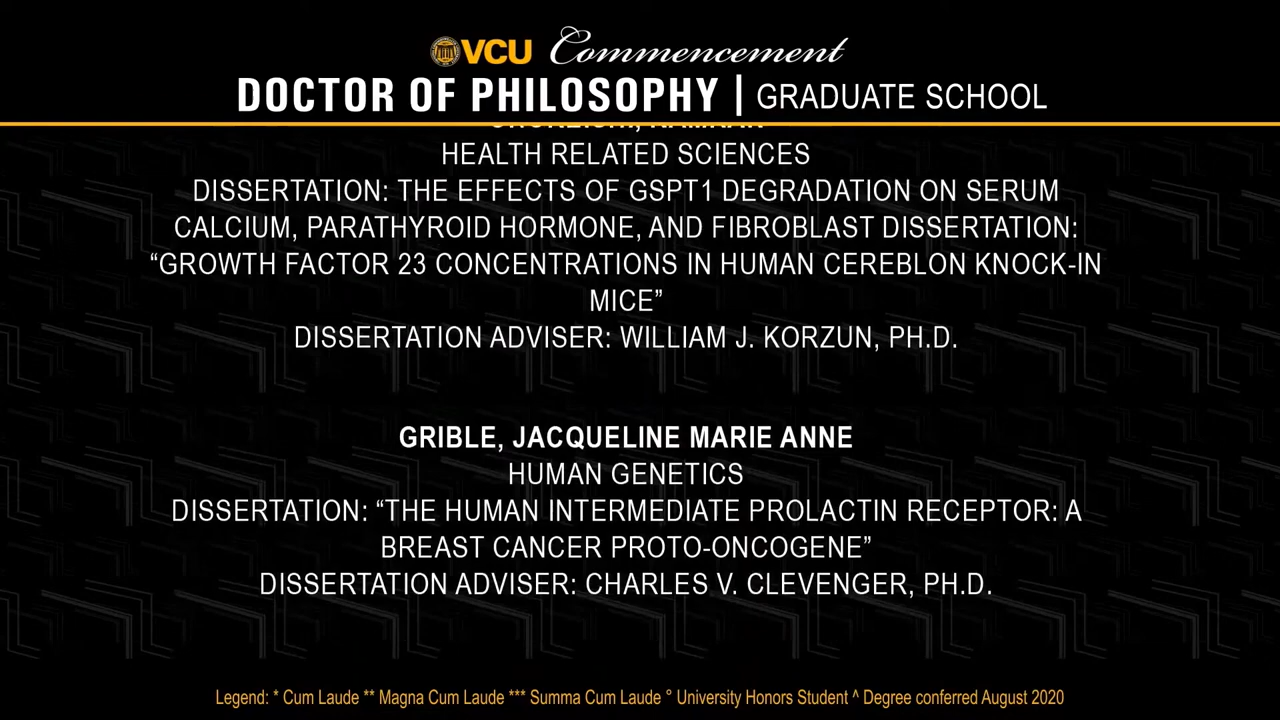 VCU Commencement
DOCTOR OF PHILOSOPHY | GRADUATE SCHOOL
HEALTH RELATED SCIENCES
DISSERTATION: THE EFFECTS OF GSPT1 DEGRADATION ON SERUM
CALCIUM, PARATHYROID HORMONE, AND FIBROBLAST DISSERTATION:
“GROWTH FACTOR 23 CONCENTRATIONS IN HUMAN CEREBLON KNOCK-IN
MICE”
DISSERTATION ADVISER: WILLIAM J. KORZUN, PH.D.
GRIBLE, JACQUELINE MARIE ANNE
HUMAN GENETICS
DISSERTATION: “THE HUMAN INTERMEDIATE PROLACTIN RECEPTOR: A
BREAST CANCER PROTO-ONCOGENE”
DISSERTATION ADVISER: CHARLES V. CLEVENGER, PH.D.
Legend: * Cum Laude ** Magna Cum Laude *** Summa Cum Laude ° University Honors Student ^ Degree conferred August 2020